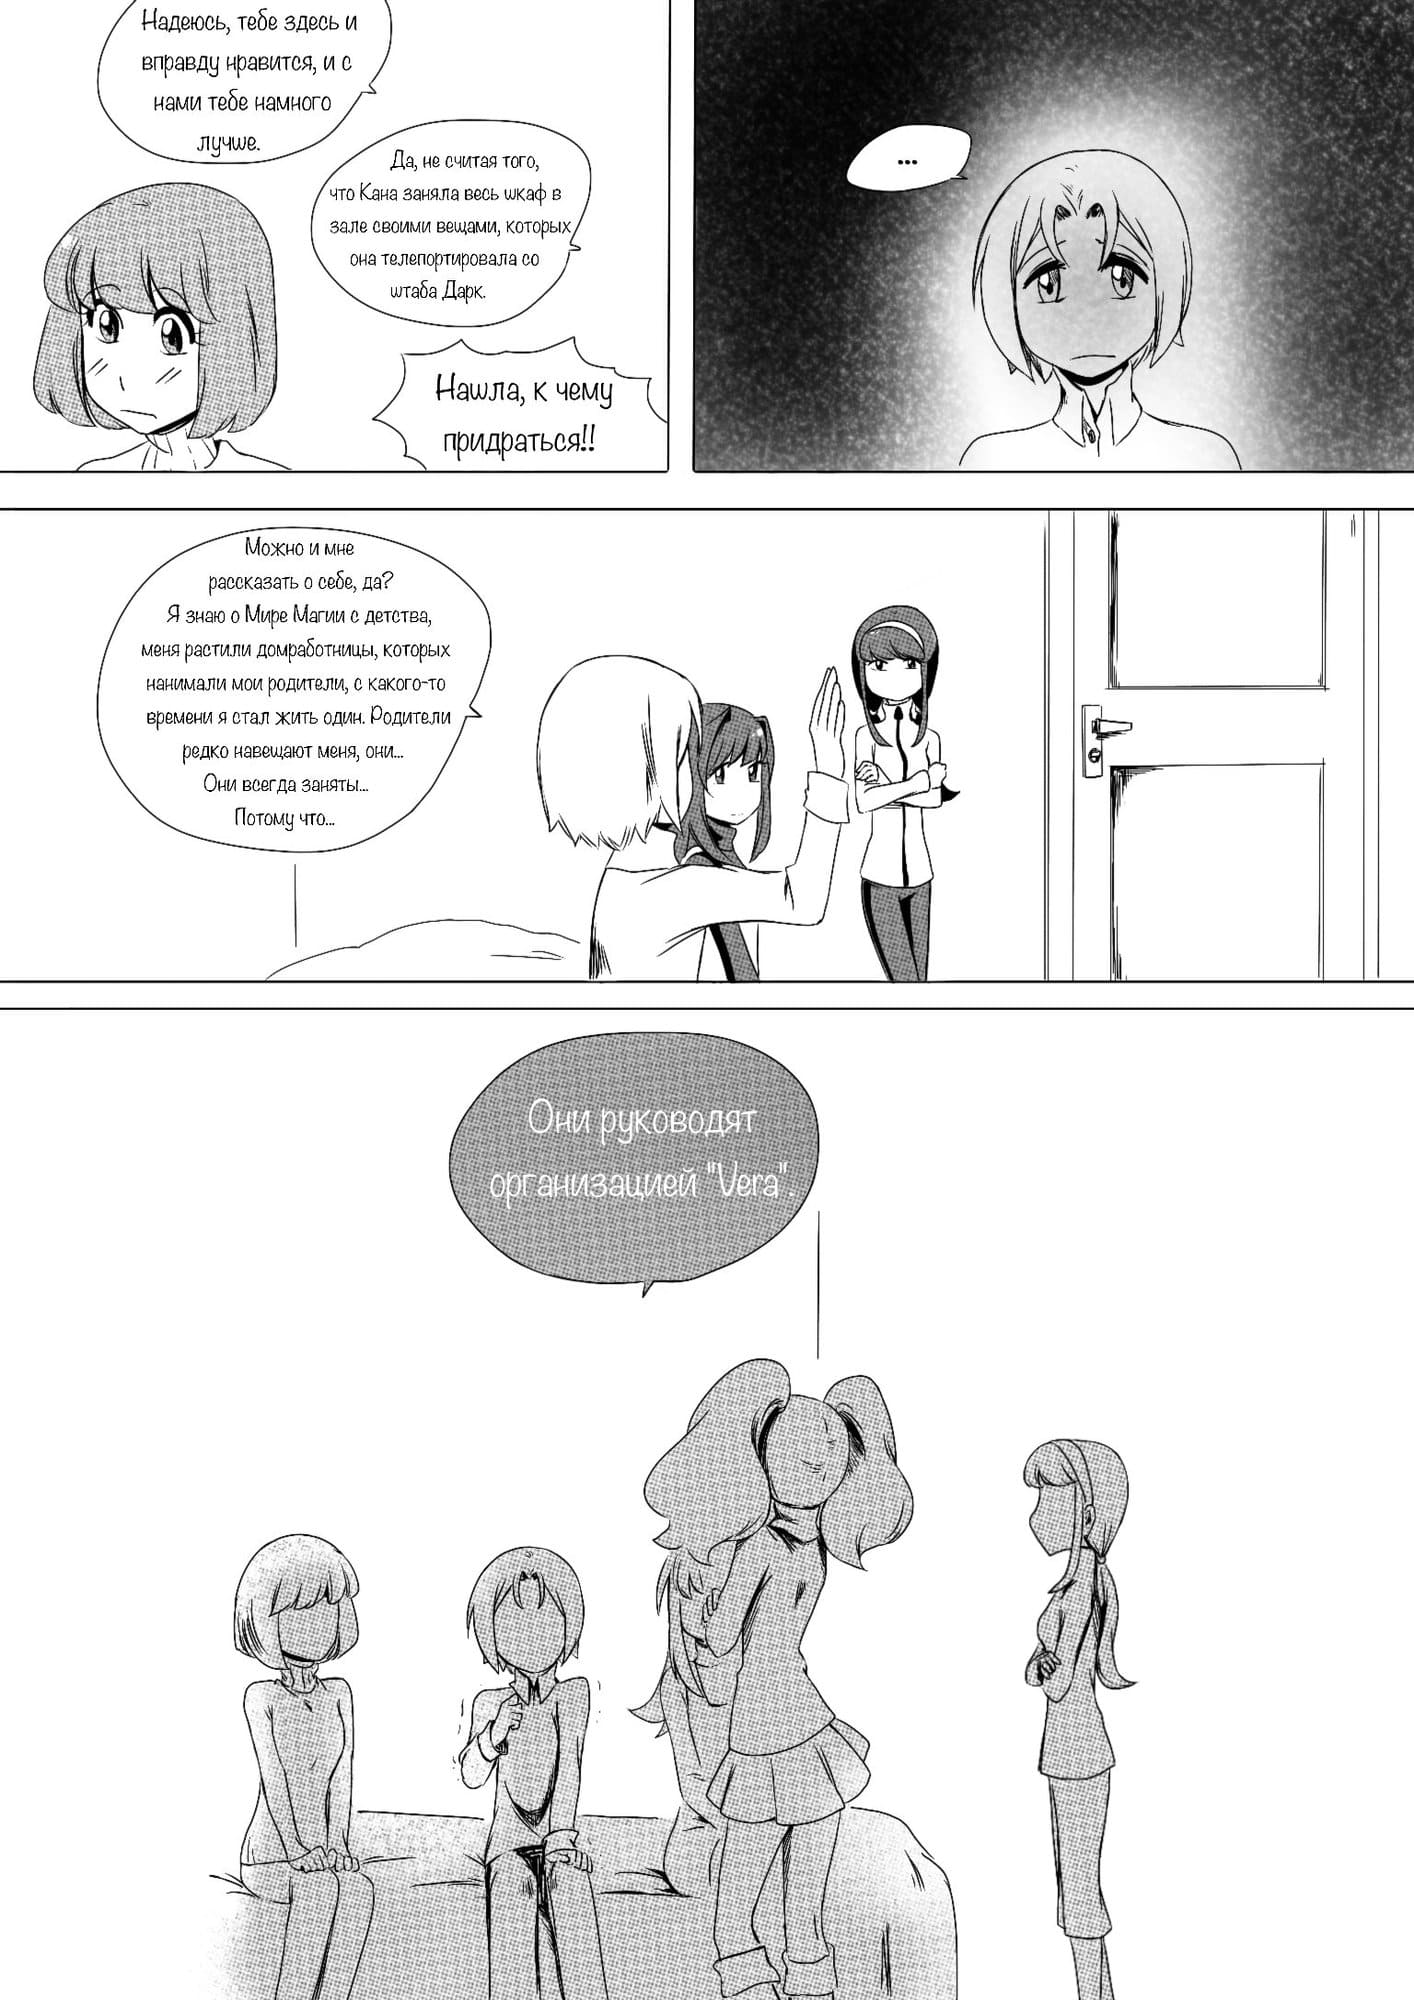 Надеюсь, тебе здесь и
вправду нравится, и с
нами тебе намного
лучше.
Да, не считая того,
что Кана заняла весь шкаф в
зале своими вещами, которых
она телепортировала со
штаба Дарк.
Нашла, к чему
придраться!!
...
Можно и мне
рассказать о себе, да?
Я знаю о Мире Магии с детства,
меня растили домработницы, которых
нанимали мои родители, с какого-то
времени я стал жить один. Родители
редко навещают меня, они...
Они всегда заняты...
Потому что...
Они руководят
организацией "Vera".